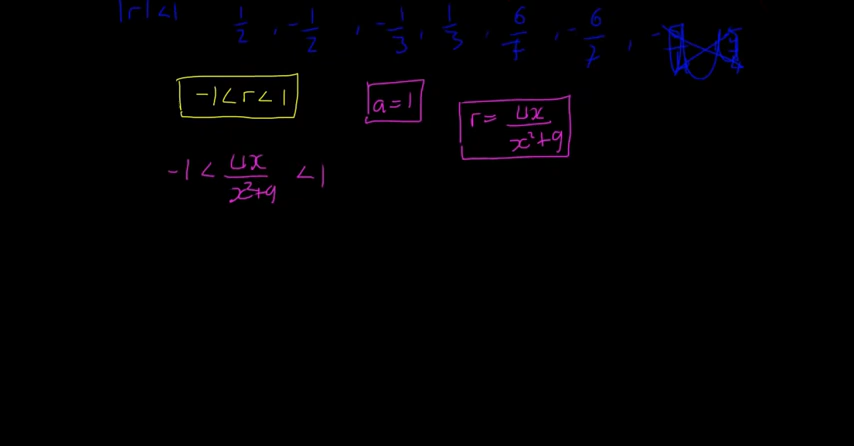 |r| < 1 1/2 , -1/2 , -1/3 , 1/3 , 6/7 , -6/7 , -
-1 < r < 1 a = 1 r = 4x/(x²+9)
-1 < 4x/(x²+9) < 1